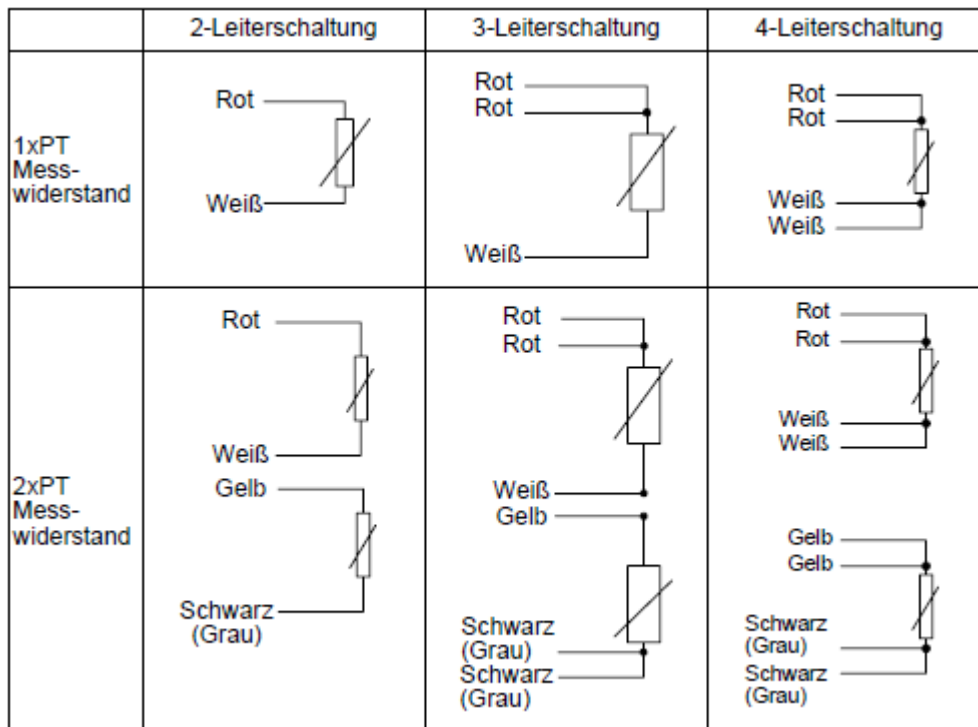 2-Leiterschaltung
3-Leiterschaltung
4-Leiterschaltung
1xPT
Mess-
widerstand
Rot
Weiß
Rot
Rot
Weiß
Rot
Rot
Weiß
Weiß
2xPT
Mess-
widerstand
Rot
Weiß
Gelb
Schwarz
(Grau)
Rot
Rot
Weiß
Gelb
Schwarz
(Grau)
Schwarz
(Grau)
Rot
Rot
Weiß
Weiß
Gelb
Gelb
Schwarz
(Grau)
Schwarz
(Grau)